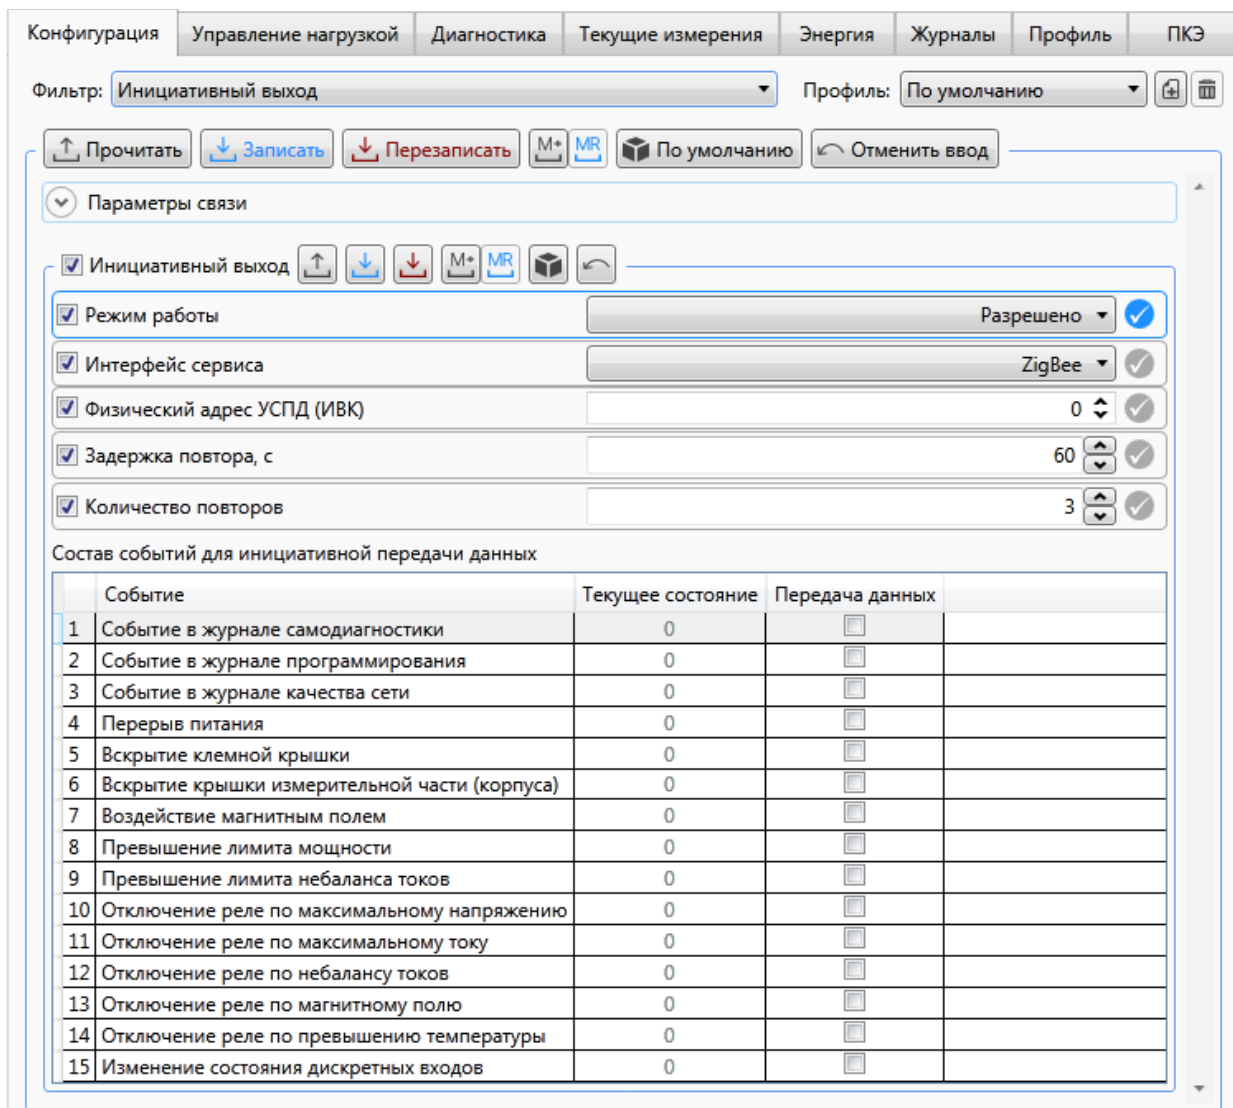 Конфигурация Управление нагрузкой Диагностика Текущие измерения Энергия Журналы Профиль ПКЭ
Фильтр: Инициативный выход Профиль: По умолчанию
Прочитать Записать Перезаписать M+ MR По умолчанию Отменить ввод
Параметры связи
Инициативный выход M+ MR
Режим работы Разрешено
Интерфейс сервиса ZigBee
Физический адрес УСПД (ИВК) 0
Задержка повтора, с 60
Количество повторов 3
Состав событий для инициативной передачи данных
Событие Текущее состояние Передача данных
1 Событие в журнале самодиагностики 0
2 Событие в журнале программирования 0
3 Событие в журнале качества сети 0
4 Перерыв питания 0
5 Вскрытие клемной крышки 0
6 Вскрытие крышки измерительной части (корпуса) 0
7 Воздействие магнитным полем 0
8 Превышение лимита мощности 0
9 Превышение лимита небаланса токов 0
10 Отключение реле по максимальному напряжению 0
11 Отключение реле по максимальному току 0
12 Отключение реле по небалансу токов 0
13 Отключение реле по магнитному полю 0
14 Отключение реле по превышению температуры 0
15 Изменение состояния дискретных входов 0